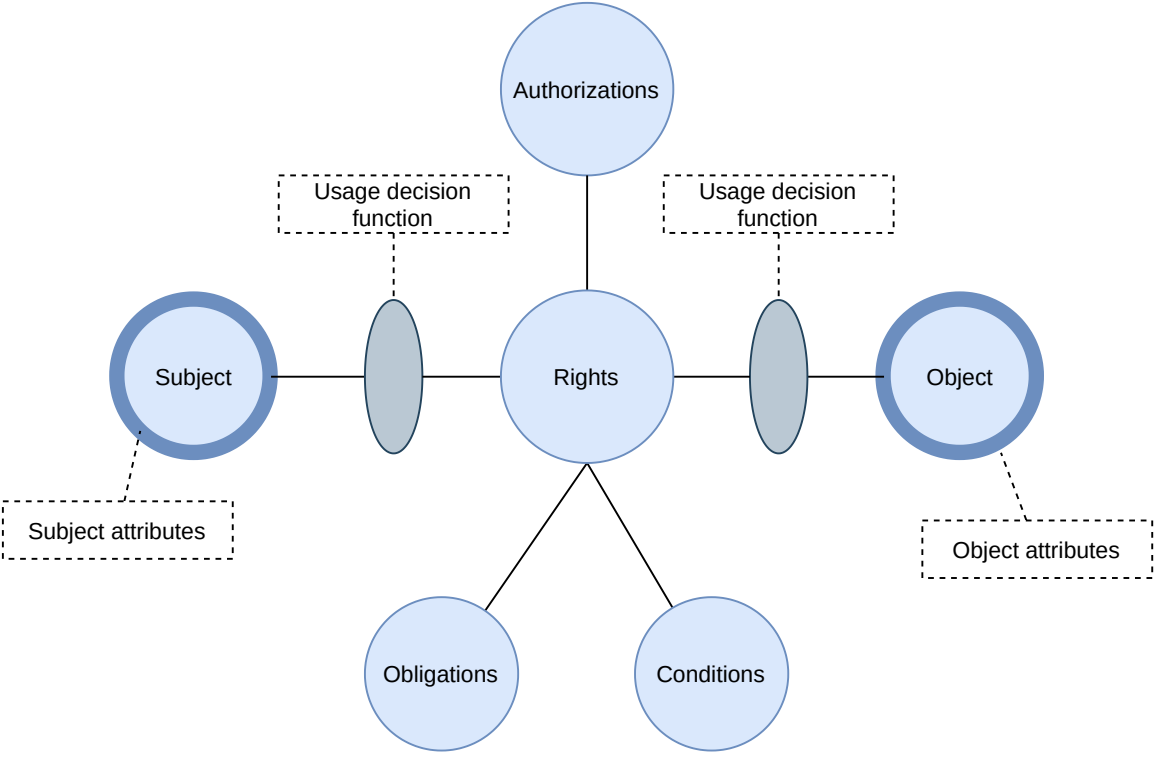 Authorizations
Usage decision
function
Usage decision
function
Subject
Rights
Object
Subject attributes
Object attributes
Obligations
Conditions